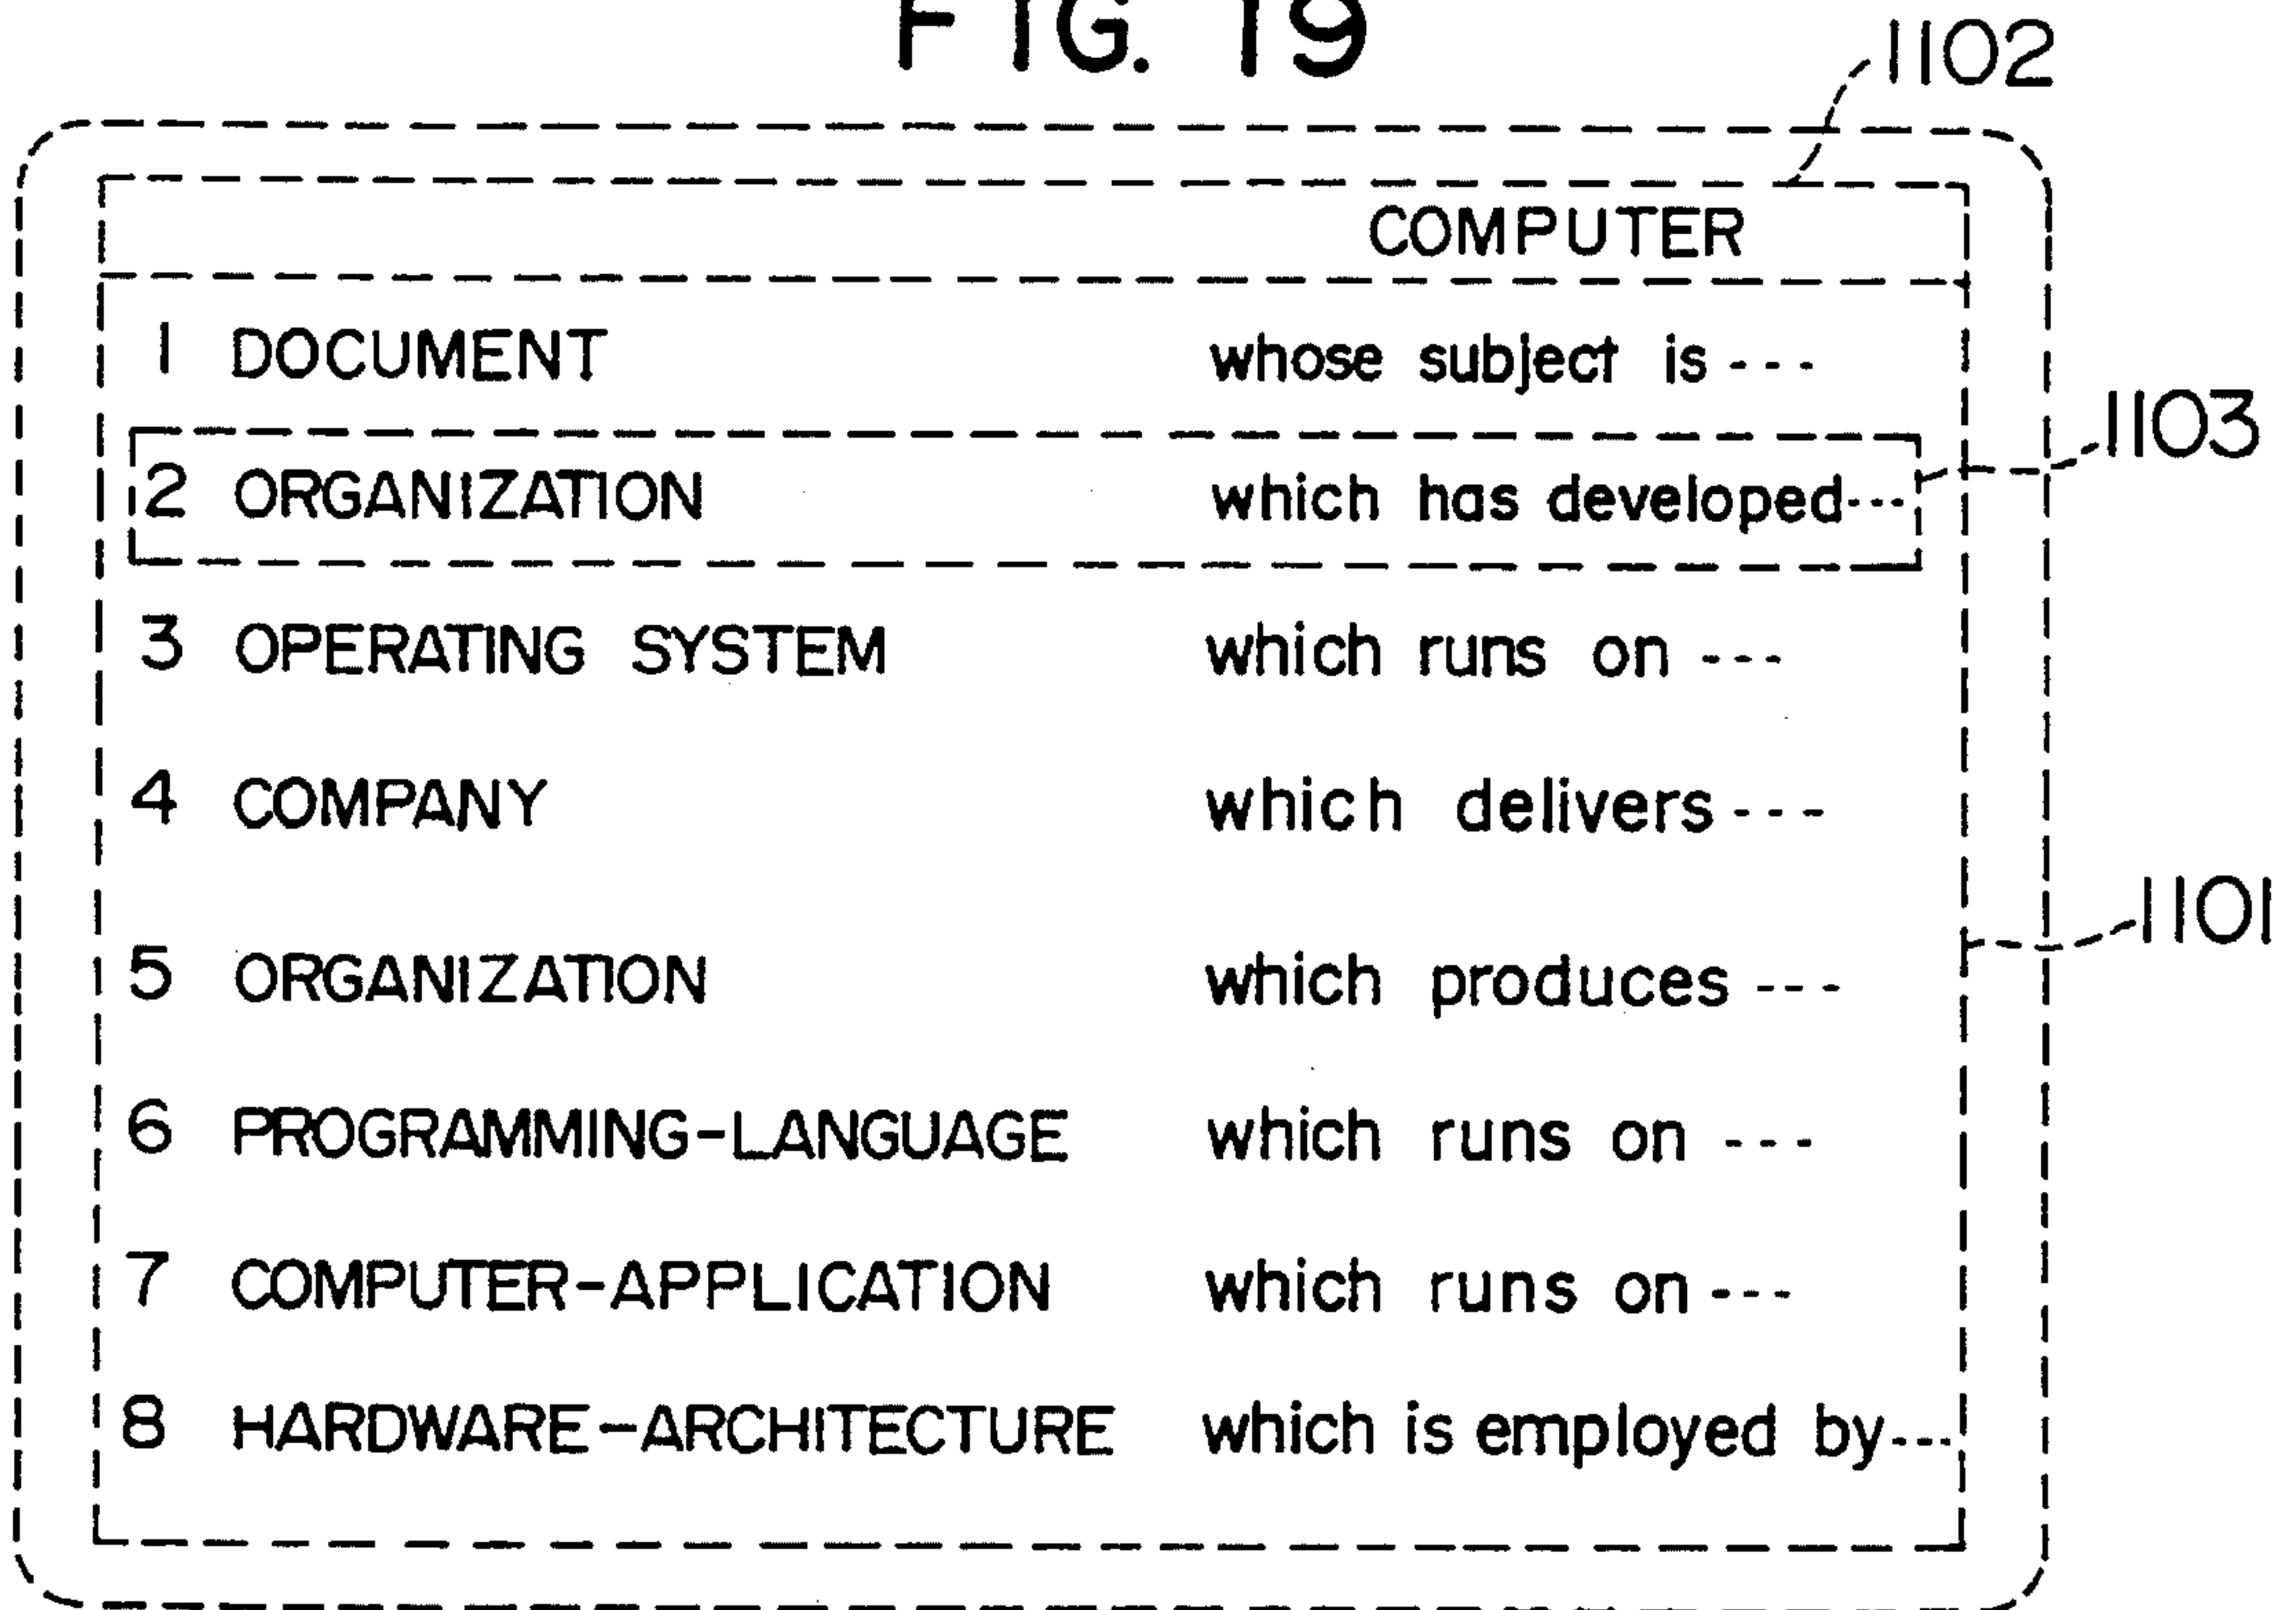 FIG. 19
1102
COMPUTER
1 DOCUMENT whose subject is ---
1103
2 ORGANIZATION which has developed---
3 OPERATING SYSTEM which runs on ---
4 COMPANY which delivers ---
1101
5 ORGANIZATION which produces ---
6 PROGRAMMING-LANGUAGE which runs on ---
7 COMPUTER-APPLICATION which runs on ---
8 HARDWARE-ARCHITECTURE which is employed by---